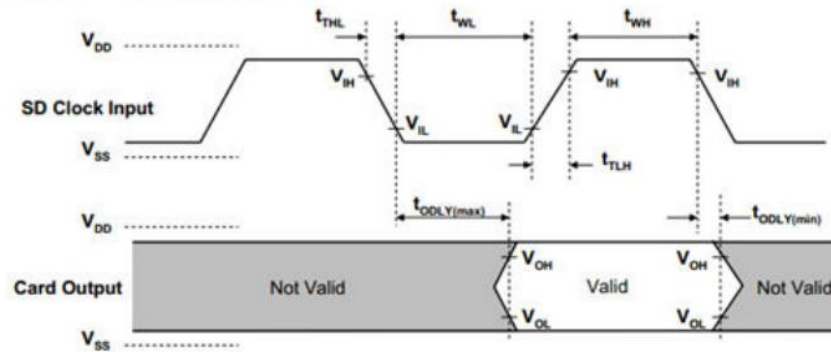 t_THL t_WL t_WH
V_DD
V_IH V_IH V_IH
SD Clock Input
V_IL V_IL
V_SS
t_TLH
t_ODLY(max) t_ODLY(min)
V_DD
V_OH V_OH
Card Output Not Valid Valid Not Valid
V_OL V_OL
V_SS